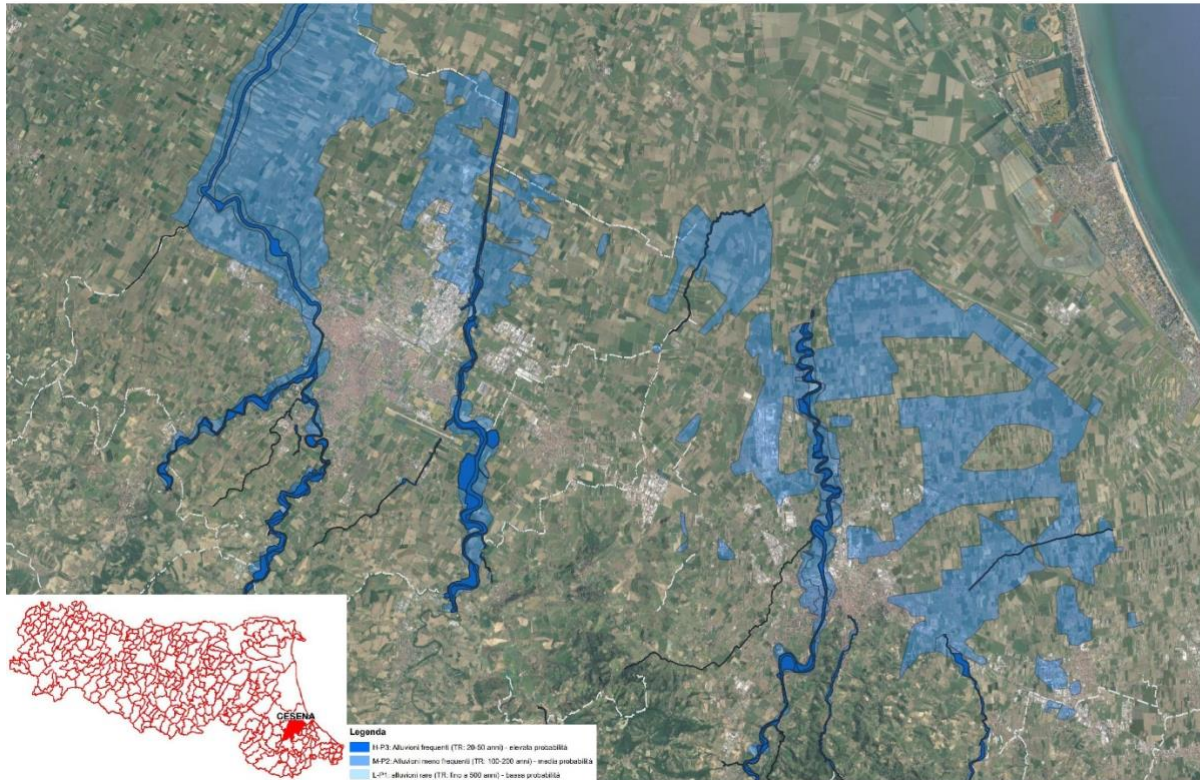 CESENA
Legenda
H-P3: Alluvioni frequenti (TR: 20-50 anni) - elevata probabilità
M-P2: Alluvioni meno frequenti (TR: 100-200 anni) - media probabilità
L-P1: alluvioni rare (TR: fino a 500 anni) - bassa probabilità